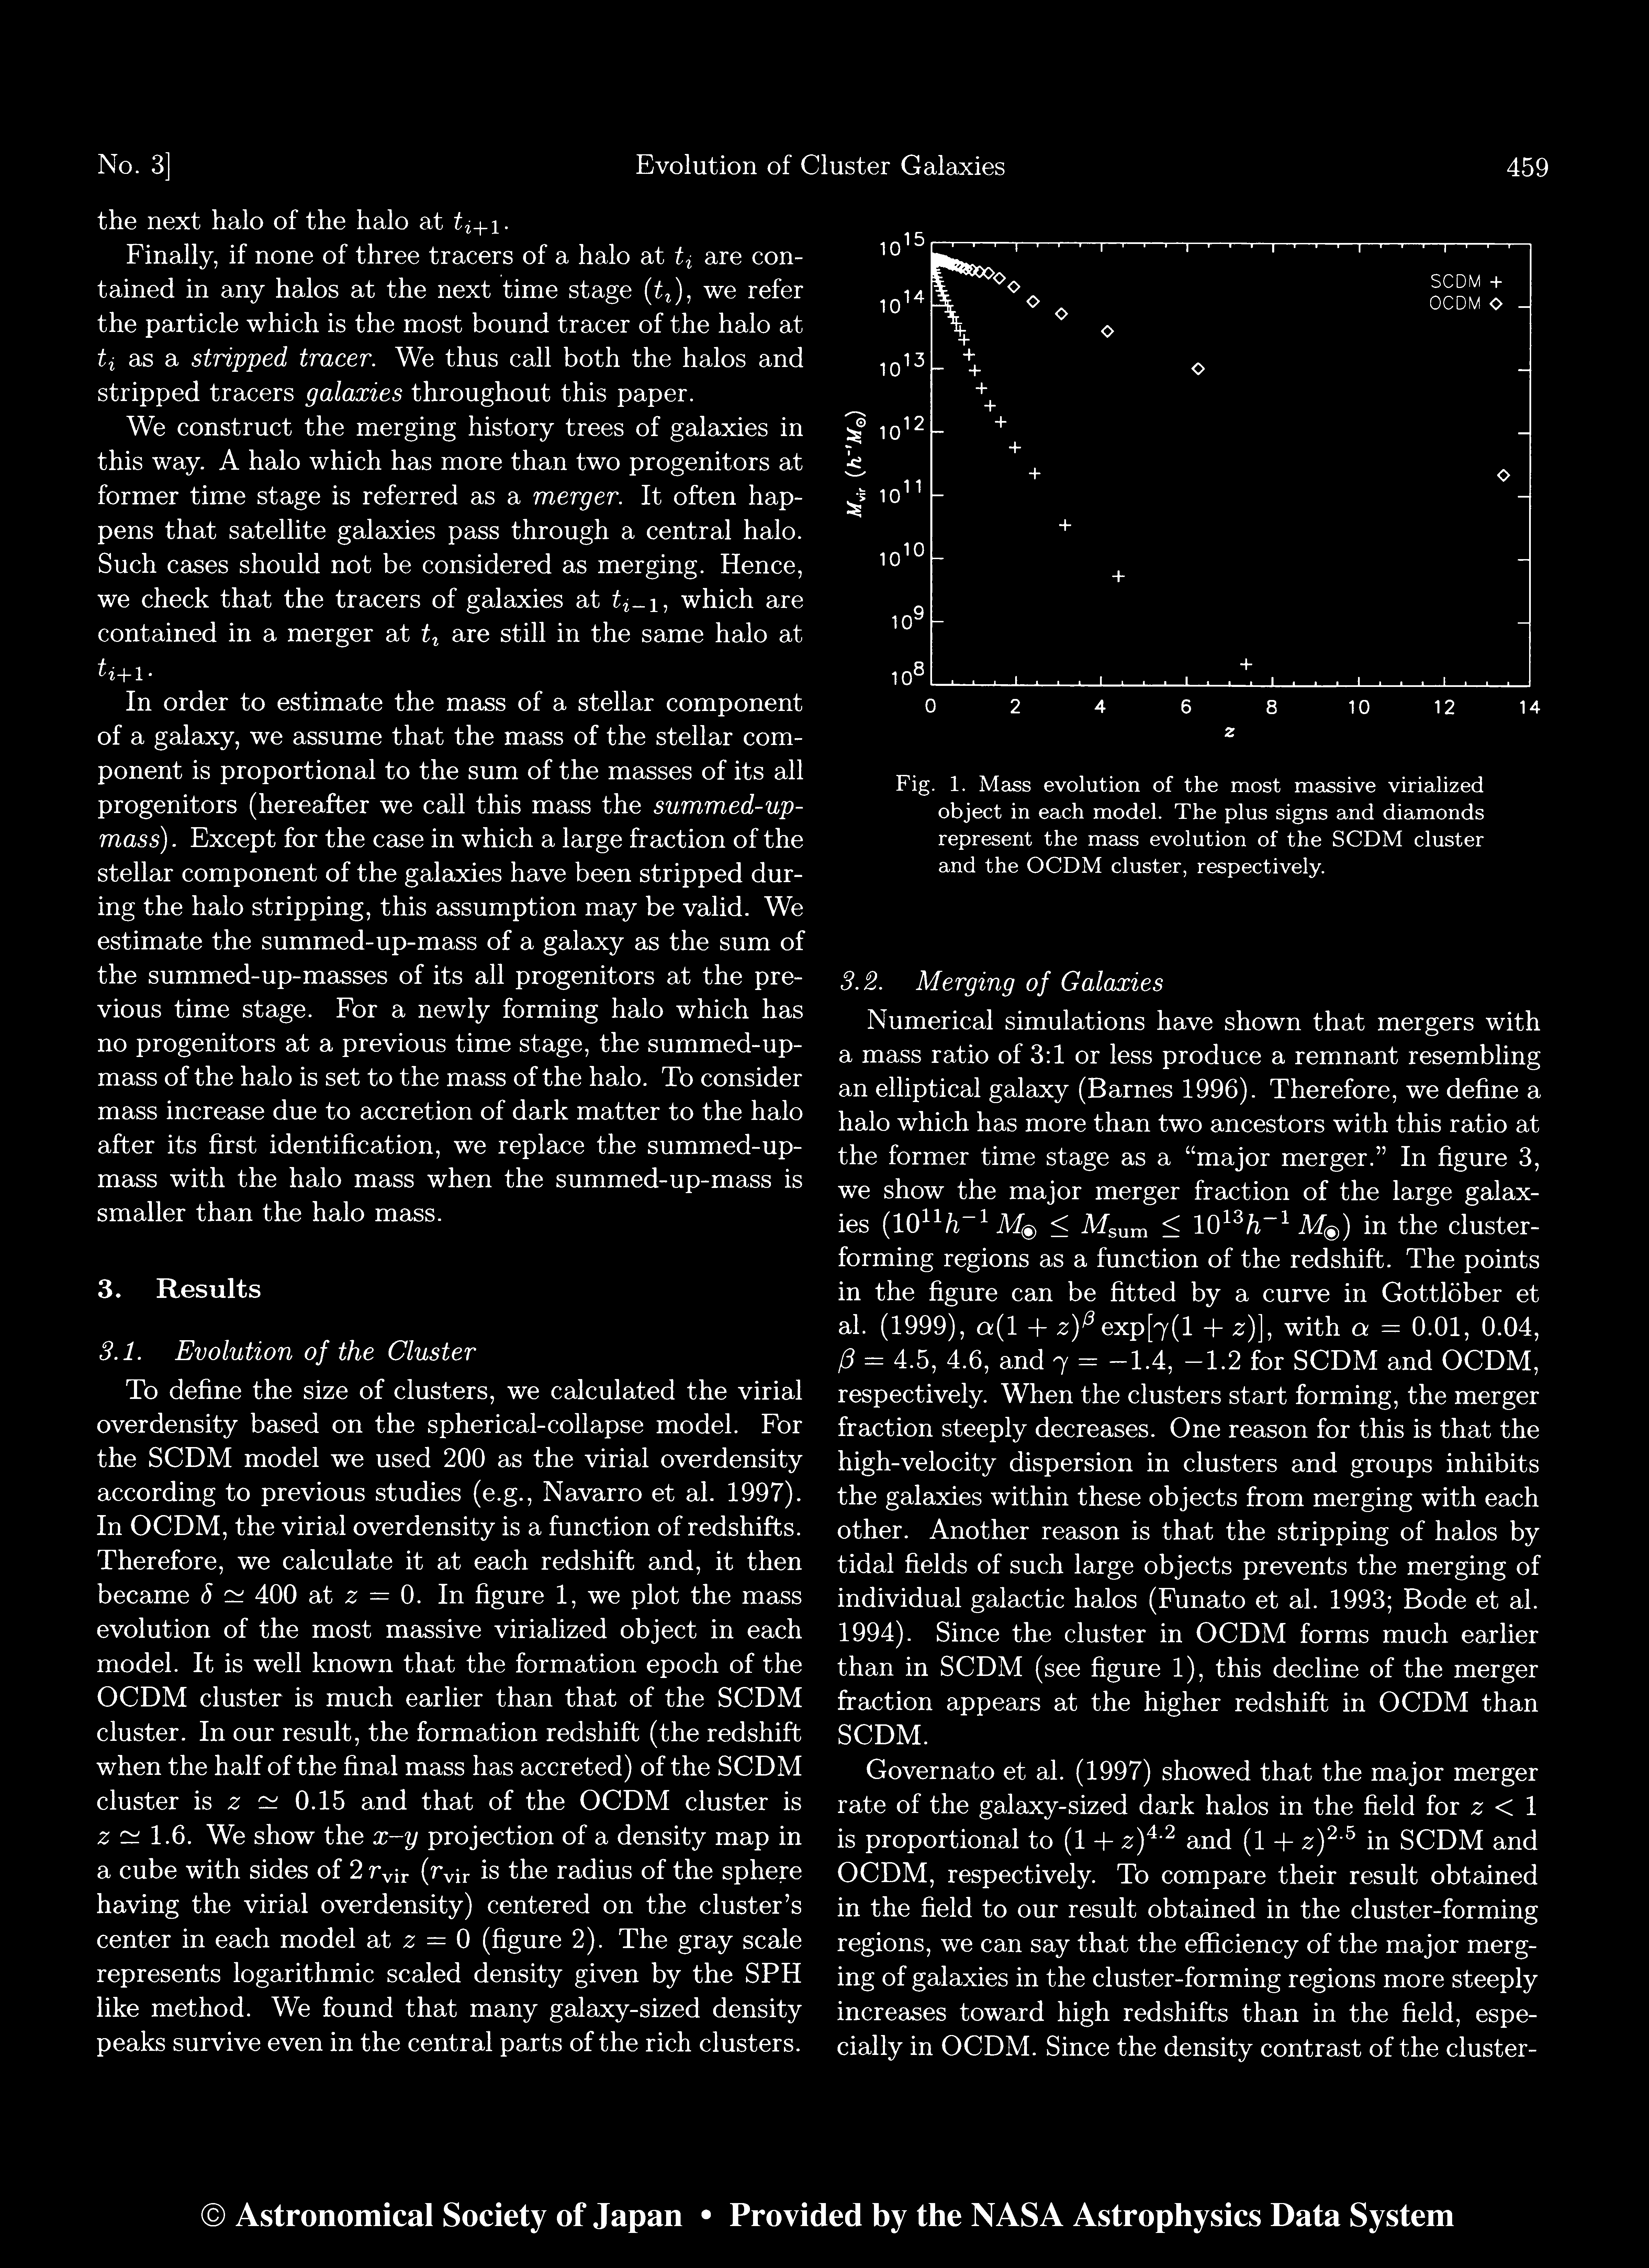 No. 3]
Evolution of Cluster Galaxies
459
the next halo of the halo at t_{i+1}.
Finally, if none of three tracers of a halo at t_i are con-
tained in any halos at the next time stage (t_i), we refer
the particle which is the most bound tracer of the halo at
t_i as a stripped tracer. We thus call both the halos and
stripped tracers galaxies throughout this paper.
We construct the merging history trees of galaxies in
this way. A halo which has more than two progenitors at
former time stage is referred as a merger. It often hap-
pens that satellite galaxies pass through a central halo.
Such cases should not be considered as merging. Hence,
we check that the tracers of galaxies at t_{i−1}, which are
contained in a merger at t_i are still in the same halo at
t_{i+1}.
In order to estimate the mass of a stellar component
of a galaxy, we assume that the mass of the stellar com-
ponent is proportional to the sum of the masses of its all
progenitors (hereafter we call this mass the summed-up-
mass). Except for the case in which a large fraction of the
stellar component of the galaxies have been stripped dur-
ing the halo stripping, this assumption may be valid. We
estimate the summed-up-mass of a galaxy as the sum of
the summed-up-masses of its all progenitors at the pre-
vious time stage. For a newly forming halo which has
no progenitors at a previous time stage, the summed-up-
mass of the halo is set to the mass of the halo. To consider
mass increase due to accretion of dark matter to the halo
after its first identification, we replace the summed-up-
mass with the halo mass when the summed-up-mass is
smaller than the halo mass.
3. Results
3.1. Evolution of the Cluster
To define the size of clusters, we calculated the virial
overdensity based on the spherical-collapse model. For
the SCDM model we used 200 as the virial overdensity
according to previous studies (e.g., Navarro et al. 1997).
In OCDM, the virial overdensity is a function of redshifts.
Therefore, we calculate it at each redshift and, it then
became δ ≃ 400 at z = 0. In figure 1, we plot the mass
evolution of the most massive virialized object in each
model. It is well known that the formation epoch of the
OCDM cluster is much earlier than that of the SCDM
cluster. In our result, the formation redshift (the redshift
when the half of the final mass has accreted) of the SCDM
cluster is z ≃ 0.15 and that of the OCDM cluster is
z ≃ 1.6. We show the x–y projection of a density map in
a cube with sides of 2 r_vir (r_vir is the radius of the sphere
having the virial overdensity) centered on the cluster's
center in each model at z = 0 (figure 2). The gray scale
represents logarithmic scaled density given by the SPH
like method. We found that many galaxy-sized density
peaks survive even in the central parts of the rich clusters.
10^15
10^14
10^13
10^12
10^11
10^10
10^9
10^8
M_vir (h^-1 M⊙)
SCDM +
OCDM ◇
0 2 4 6 8 10 12 14
z
Fig. 1. Mass evolution of the most massive virialized
object in each model. The plus signs and diamonds
represent the mass evolution of the SCDM cluster
and the OCDM cluster, respectively.
3.2. Merging of Galaxies
Numerical simulations have shown that mergers with
a mass ratio of 3:1 or less produce a remnant resembling
an elliptical galaxy (Barnes 1996). Therefore, we define a
halo which has more than two ancestors with this ratio at
the former time stage as a “major merger.” In figure 3,
we show the major merger fraction of the large galax-
ies (10^11 h^−1 M⊙ ≤ M_sum ≤ 10^13 h^−1 M⊙) in the cluster-
forming regions as a function of the redshift. The points
in the figure can be fitted by a curve in Gottlöber et
al. (1999), α(1 + z)^β exp[γ(1 + z)], with α = 0.01, 0.04,
β = 4.5, 4.6, and γ = −1.4, −1.2 for SCDM and OCDM,
respectively. When the clusters start forming, the merger
fraction steeply decreases. One reason for this is that the
high-velocity dispersion in clusters and groups inhibits
the galaxies within these objects from merging with each
other. Another reason is that the stripping of halos by
tidal fields of such large objects prevents the merging of
individual galactic halos (Funato et al. 1993; Bode et al.
1994). Since the cluster in OCDM forms much earlier
than in SCDM (see figure 1), this decline of the merger
fraction appears at the higher redshift in OCDM than
SCDM.
Governato et al. (1997) showed that the major merger
rate of the galaxy-sized dark halos in the field for z < 1
is proportional to (1 + z)^4.2 and (1 + z)^2.5 in SCDM and
OCDM, respectively. To compare their result obtained
in the field to our result obtained in the cluster-forming
regions, we can say that the efficiency of the major merg-
ing of galaxies in the cluster-forming regions more steeply
increases toward high redshifts than in the field, espe-
cially in OCDM. Since the density contrast of the cluster-
© Astronomical Society of Japan • Provided by the NASA Astrophysics Data System